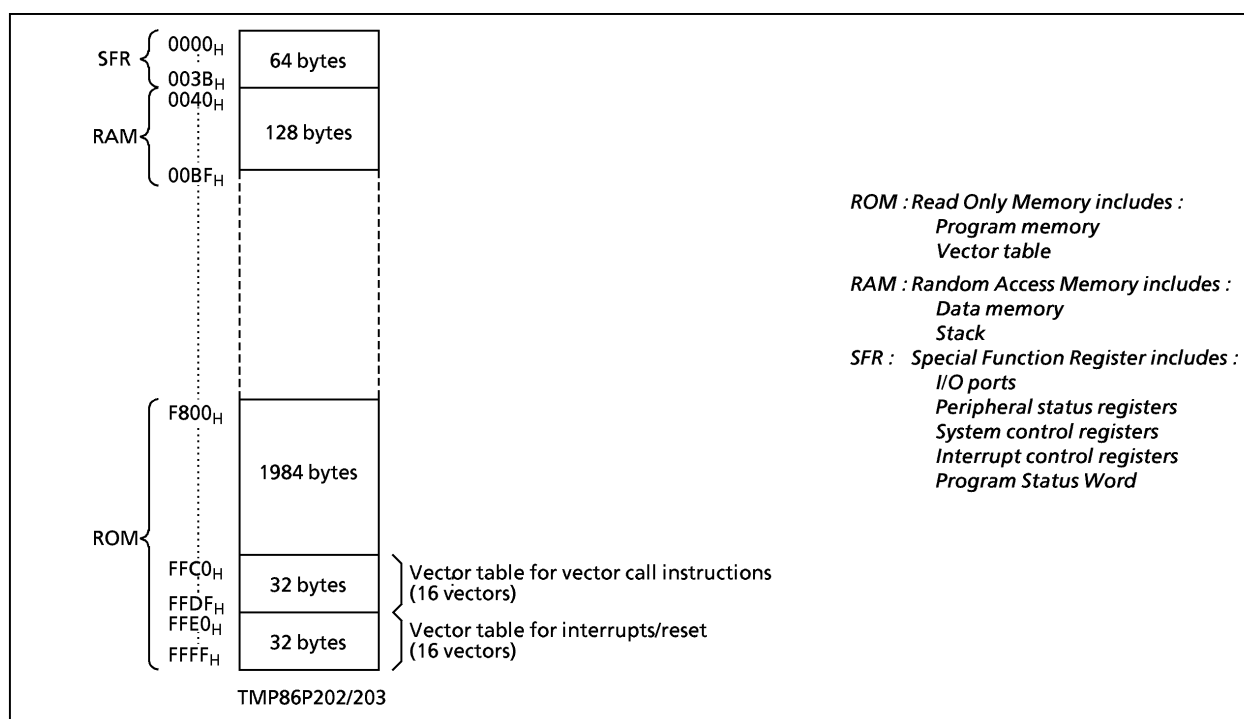 SFR
0000H
64 bytes
003BH
0040H
RAM
128 bytes
00BFH
F800H
1984 bytes
ROM
FFC0H
32 bytes
Vector table for vector call instructions
(16 vectors)
FFDFH
FFE0H
32 bytes
Vector table for interrupts/reset
(16 vectors)
FFFFH
TMP86P202/203
ROM : Read Only Memory includes :
Program memory
Vector table
RAM : Random Access Memory includes :
Data memory
Stack
SFR : Special Function Register includes :
I/O ports
Peripheral status registers
System control registers
Interrupt control registers
Program Status Word